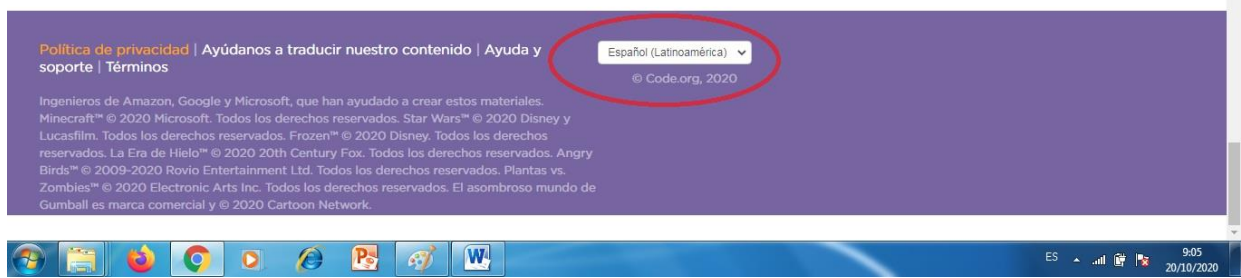 Política de privacidad | Ayúdanos a traducir nuestro contenido | Ayuda y
soporte | Términos
Español (Latinoamérica)
© Code.org, 2020
Ingenieros de Amazon, Google y Microsoft, que han ayudado a crear estos materiales.
Minecraft™ © 2020 Microsoft. Todos los derechos reservados. Star Wars™ © 2020 Disney y
Lucasfilm. Todos los derechos reservados. Frozen™ © 2020 Disney. Todos los derechos
reservados. La Era de Hielo™ © 2020 20th Century Fox. Todos los derechos reservados. Angry
Birds™ © 2009-2020 Rovio Entertainment Ltd. Todos los derechos reservados. Plantas vs.
Zombies™ © 2020 Electronic Arts Inc. Todos los derechos reservados. El asombroso mundo de
Gumball es marca comercial y © 2020 Cartoon Network.
ES
9:05
20/10/2020